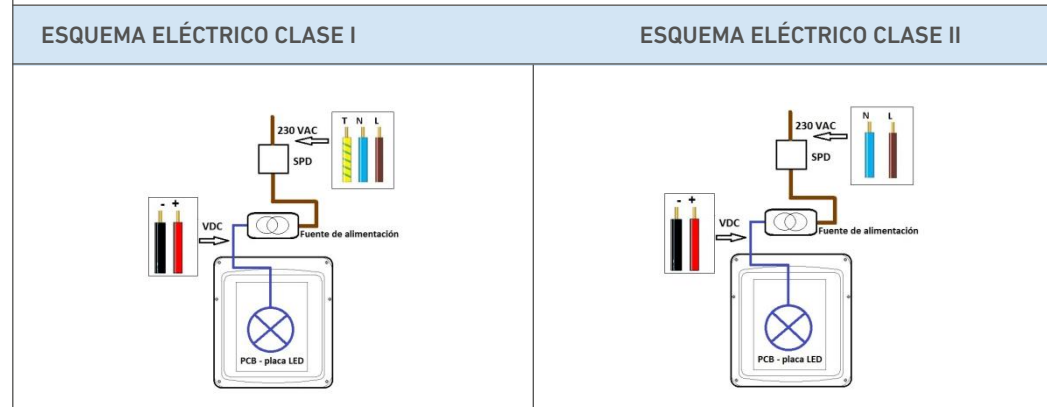 ESQUEMA ELÉCTRICO CLASE I
T N L
230 VAC
SPD
- +
VDC
Fuente de alimentación
PCB - placa LED
ESQUEMA ELÉCTRICO CLASE II
N L
230 VAC
SPD
- +
VDC
Fuente de alimentación
PCB - placa LED